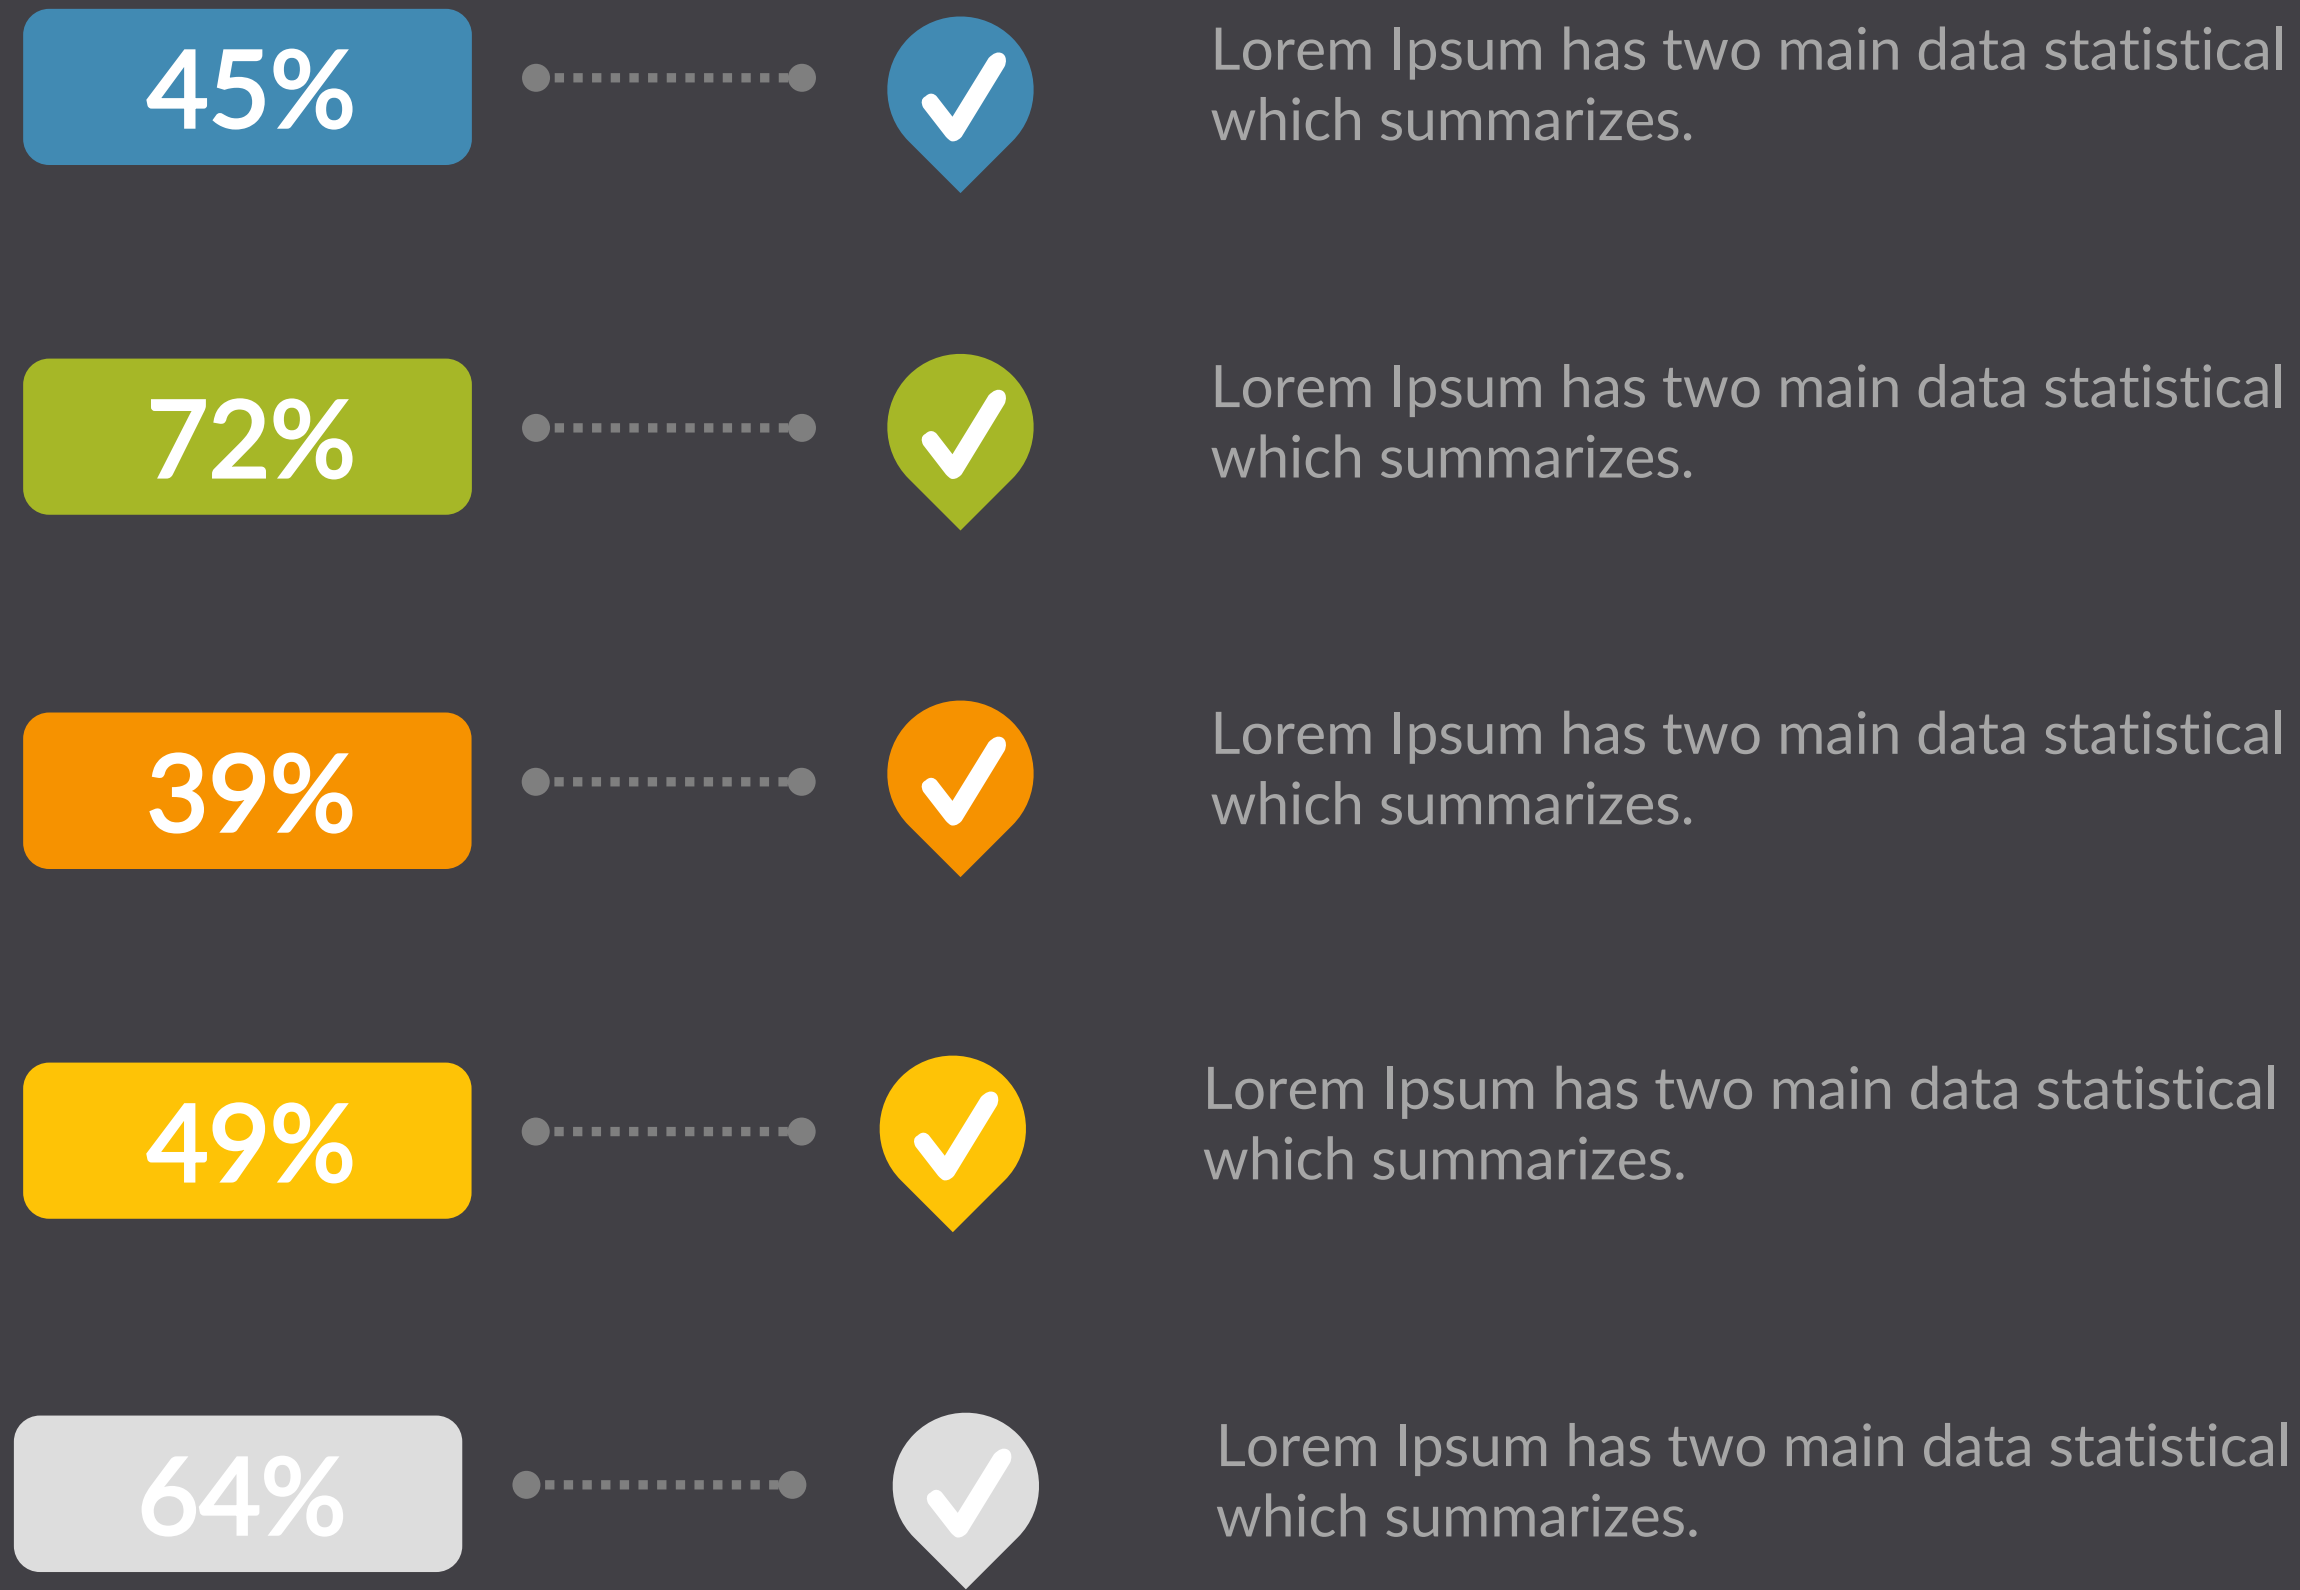 45%
Lorem Ipsum has two main data statistical
which summarizes.
72%
Lorem Ipsum has two main data statistical
which summarizes.
39%
Lorem Ipsum has two main data statistical
which summarizes.
49%
Lorem Ipsum has two main data statistical
which summarizes.
64%
Lorem Ipsum has two main data statistical
which summarizes.